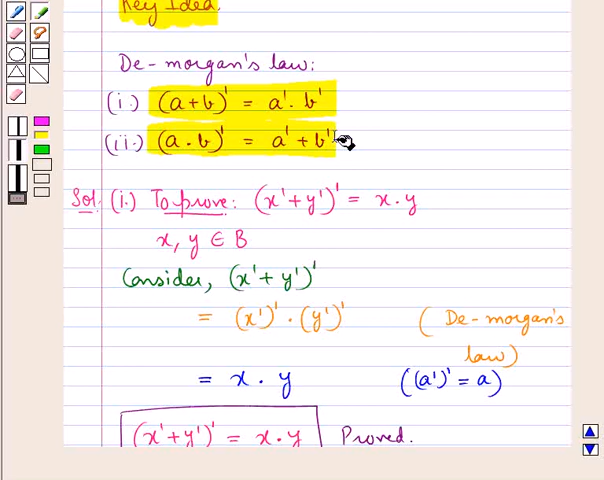 Key Idea.
De-morgan's law:
(i.) (a+b)' = a'. b'
(ii.) (a . b)' = a' + b'
Sol: (i.) To prove: (x'+y')' = x.y
x, y ∈ B
Consider, (x'+ y')'
= (x')' . (y')' ( De-morgan's
law)
= x . y ((a')' = a)
(x'+y')' = x.y Proved.